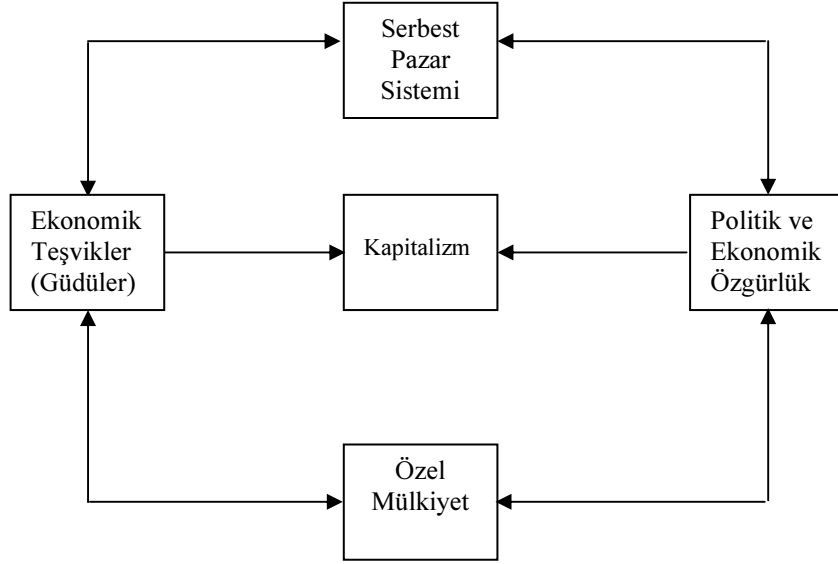 Serbest
Pazar
Sistemi
Ekonomik
Teşvikler
(Güdüler)
Kapitalizm
Politik ve
Ekonomik
Özgürlük
Özel
Mülkiyet